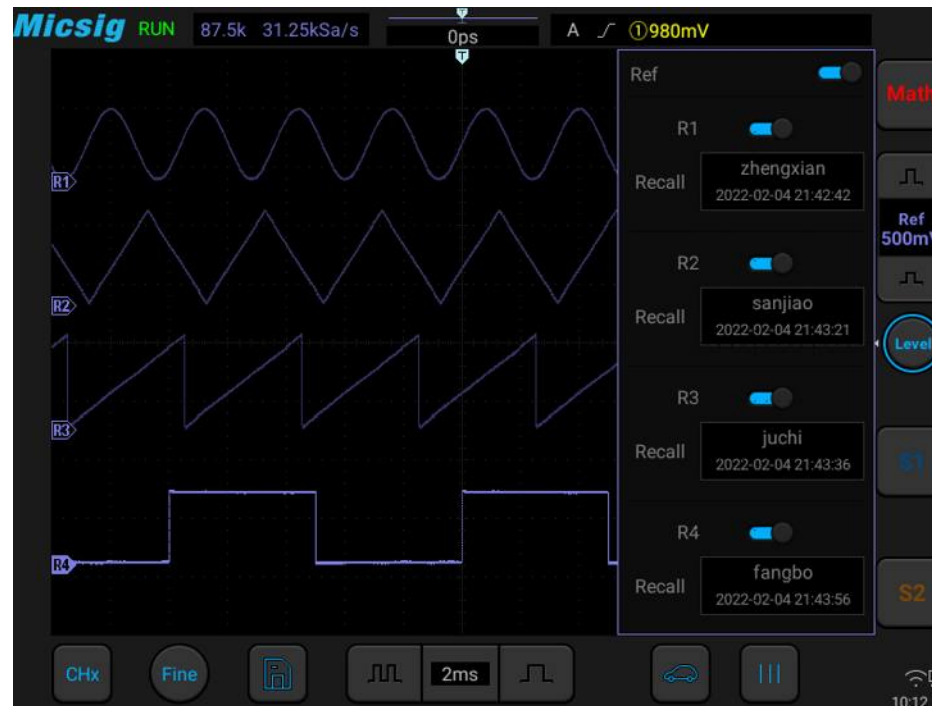 Micsig RUN 87.5k 31.25kSa/s T 0ps A ①980mV
T
Ref
Math
R1
R1
Recall zhengxian
2022-02-04 21:42:42
Ref
500mV
R2
R2
Recall sanjiao
2022-02-04 21:43:21
Level
R3
R3
Recall juchi
2022-02-04 21:43:36
S1
R4
R4
Recall fangbo
2022-02-04 21:43:56
S2
CHx Fine 2ms
10:12